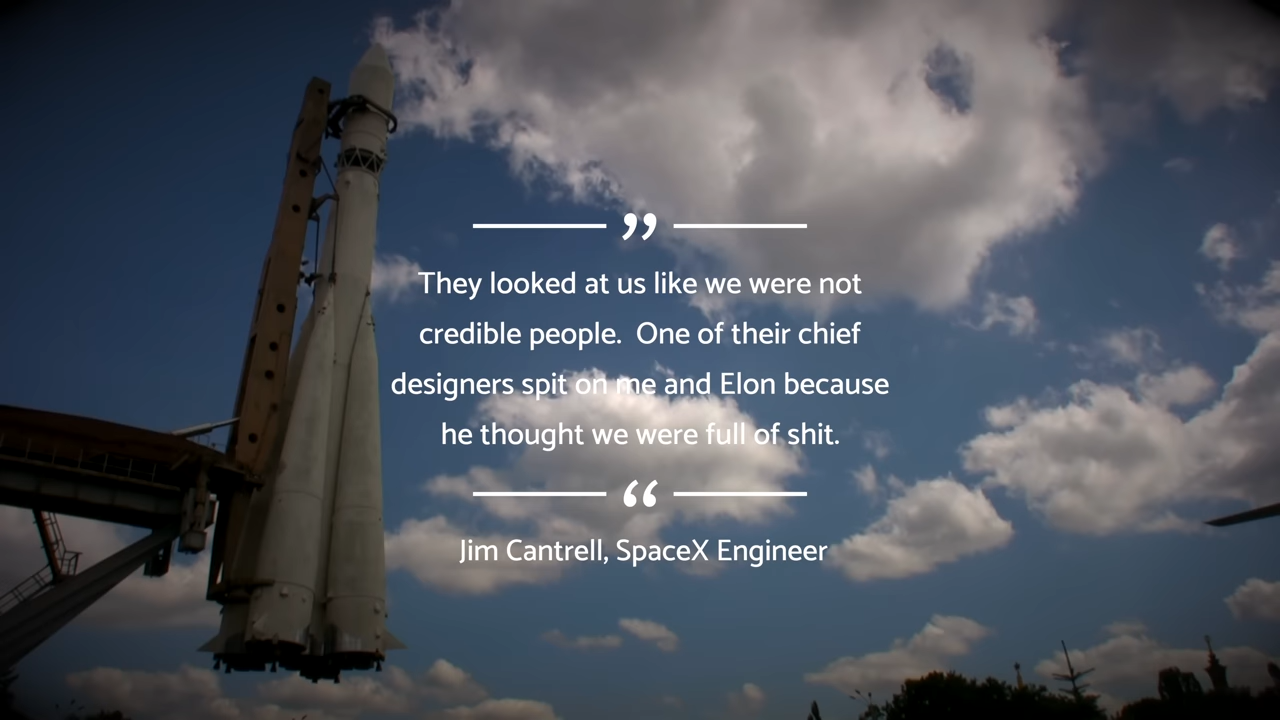 ”
They looked at us like we were not
credible people.  One of their chief
designers spit on me and Elon because
he thought we were full of shit.
“
Jim Cantrell, SpaceX Engineer